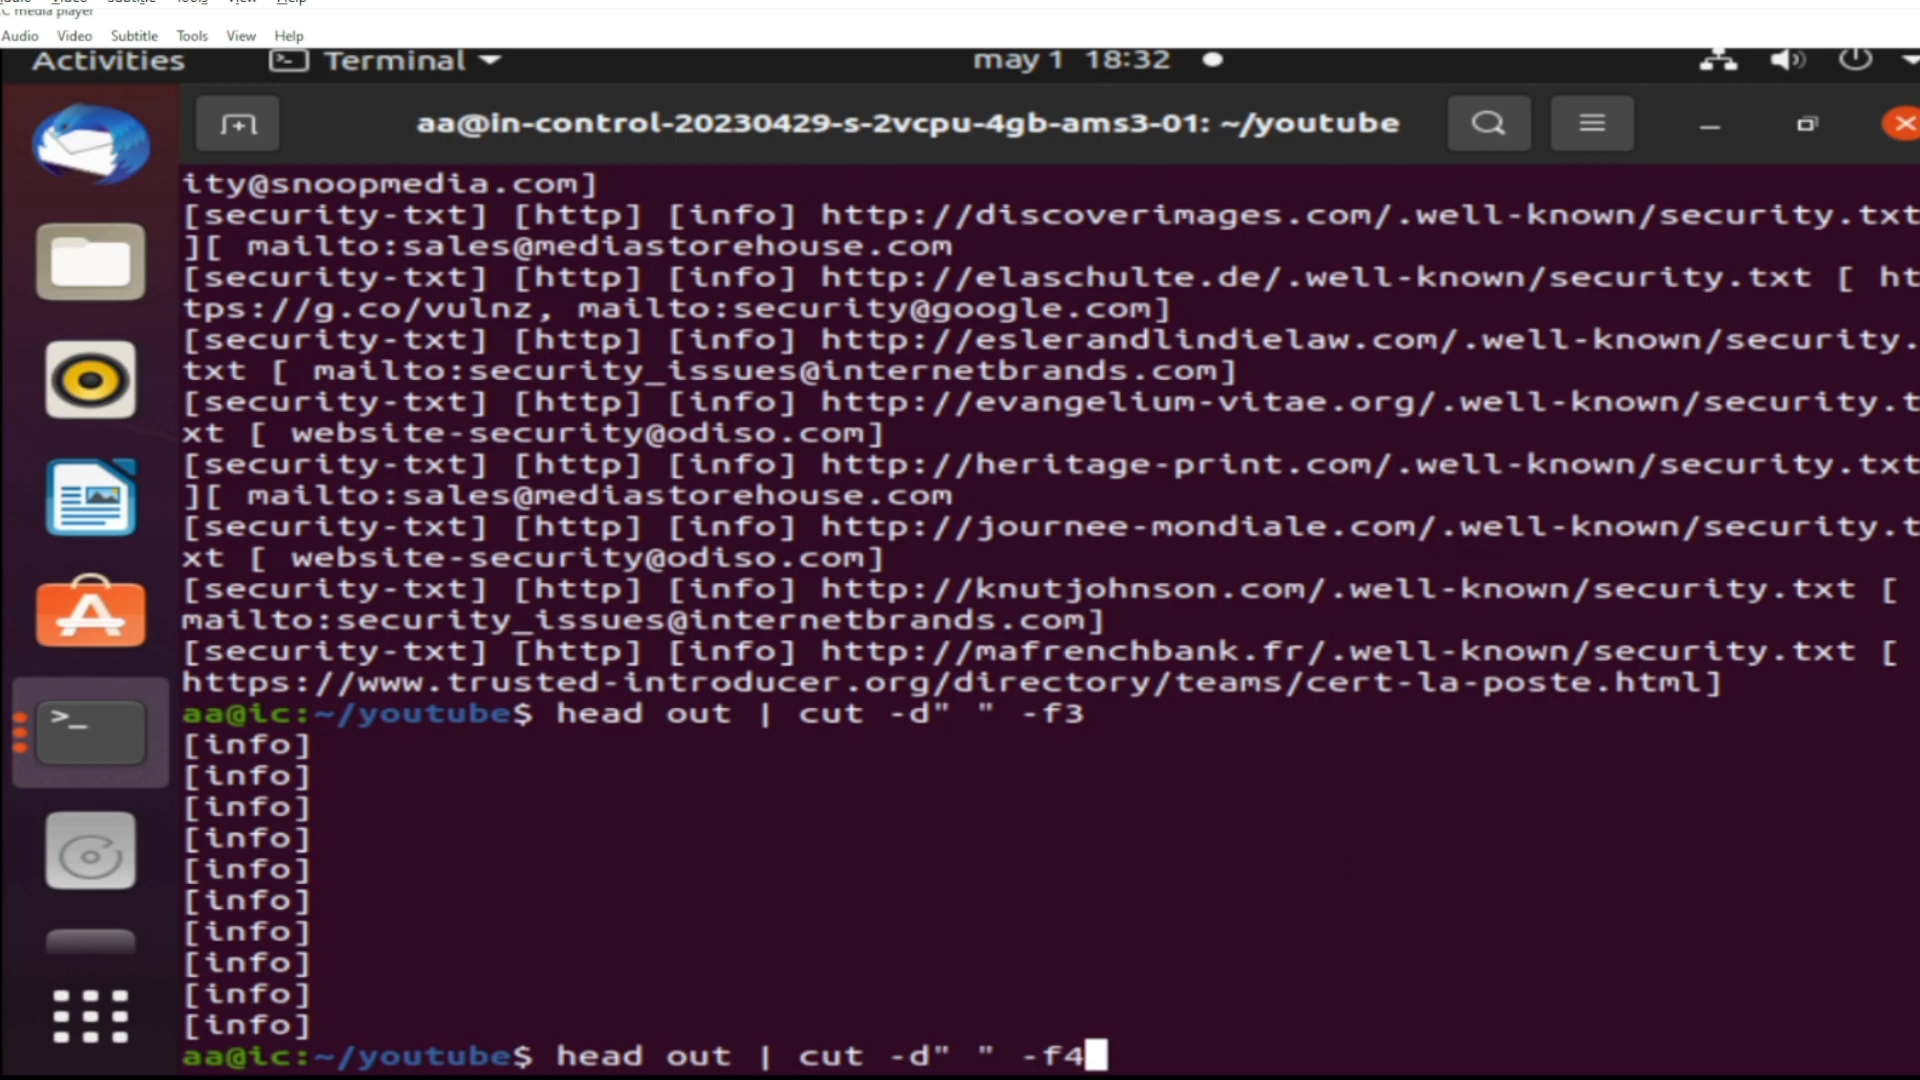 Audio Video Subtitle Tools View Help
C media player
Audio Video Subtitle Tools View Help
Activities Terminal may 1 18:32
aa@in-control-20230429-s-2vcpu-4gb-ams3-01: ~/youtube
ity@snoopmedia.com]
[security-txt] [http] [info] http://discoverimages.com/.well-known/security.txt
][ mailto:sales@mediastorehouse.com
[security-txt] [http] [info] http://elaschulte.de/.well-known/security.txt [ ht
tps://g.co/vulnz, mailto:security@google.com]
[security-txt] [http] [info] http://eslerandlindielaw.com/.well-known/security.
txt [ mailto:security_issues@internetbrands.com]
[security-txt] [http] [info] http://evangelium-vitae.org/.well-known/security.t
xt [ website-security@odiso.com]
[security-txt] [http] [info] http://heritage-print.com/.well-known/security.txt
][ mailto:sales@mediastorehouse.com
[security-txt] [http] [info] http://journee-mondiale.com/.well-known/security.t
xt [ website-security@odiso.com]
[security-txt] [http] [info] http://knutjohnson.com/.well-known/security.txt [
mailto:security_issues@internetbrands.com]
[security-txt] [http] [info] http://mafrenchbank.fr/.well-known/security.txt [
https://www.trusted-introducer.org/directory/teams/cert-la-poste.html]
aa@ic:~/youtube$ head out | cut -d" " -f3
[info]
[info]
[info]
[info]
[info]
[info]
[info]
[info]
[info]
[info]
aa@ic:~/youtube$ head out | cut -d" " -f4